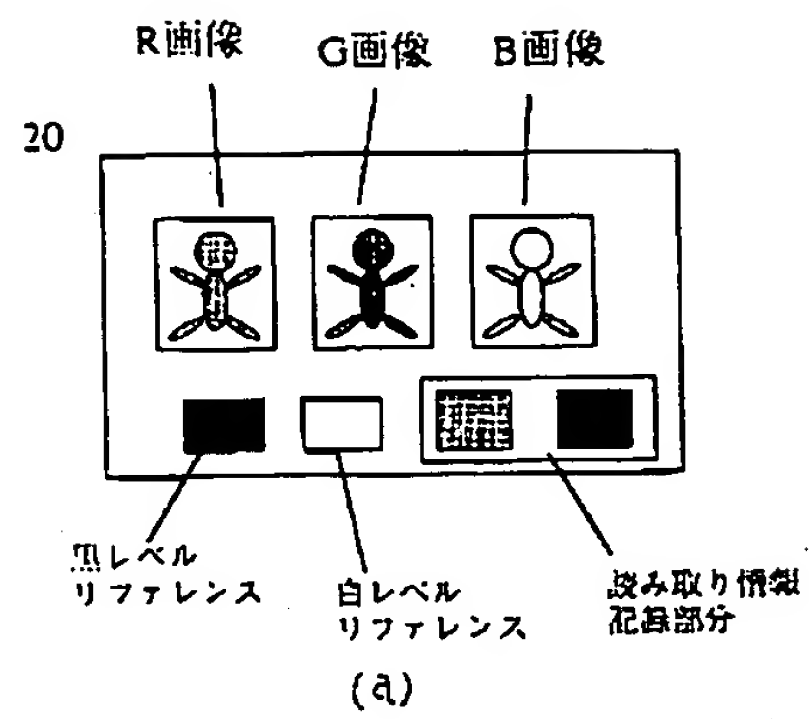 R画像
G画像
B画像
20
黒レベル
リファレンス
白レベル
リファレンス
読み取り情報
記録部分
(a)